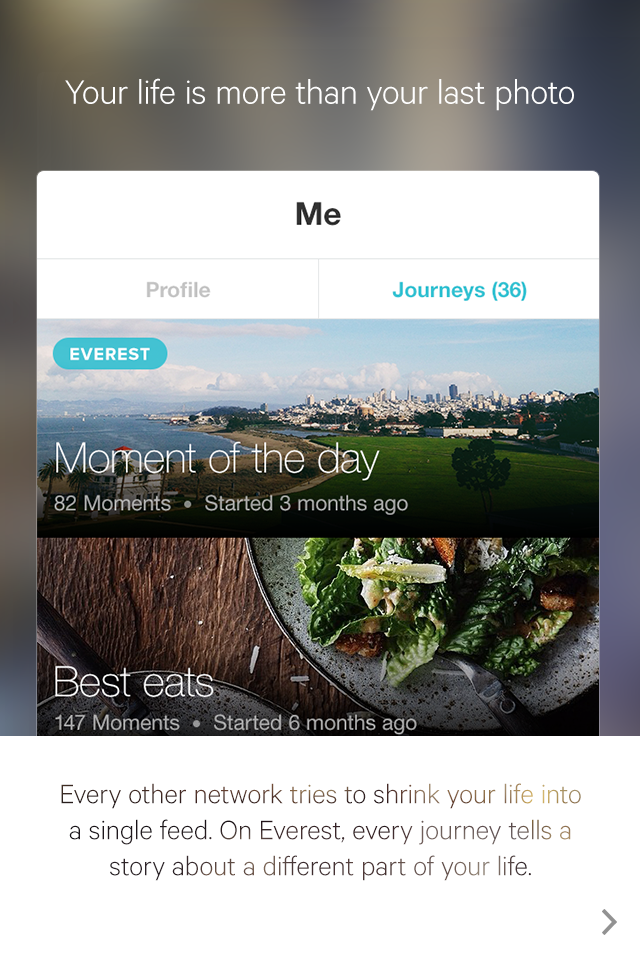 Your life is more than your last photo
Me
Profile
Journeys (36)
EVEREST
Moment of the day
82 Moments • Started 3 months ago
Best eats
147 Moments • Started 6 months ago
Every other network tries to shrink your life into
a single feed. On Everest, every journey tells a
story about a different part of your life.